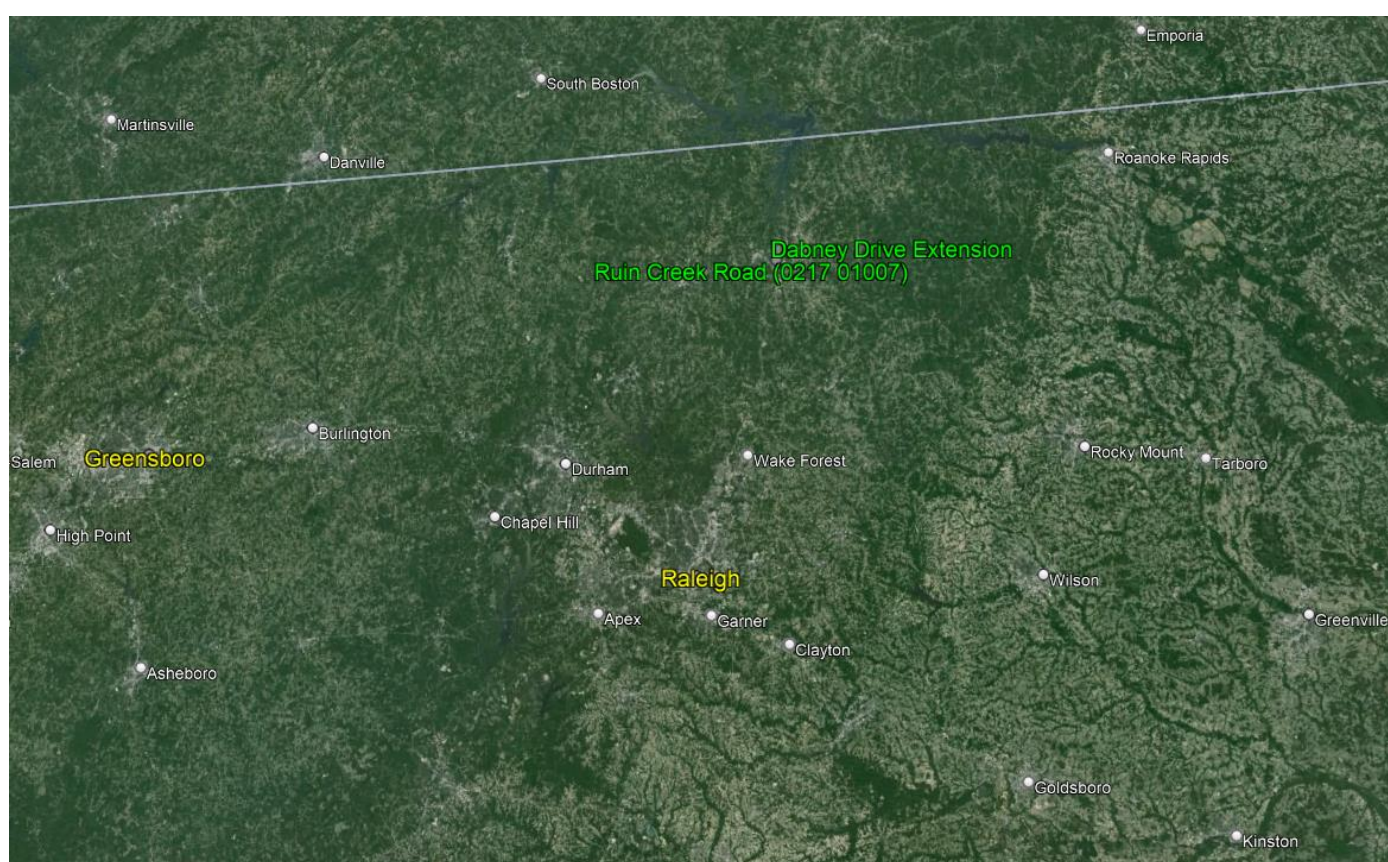 Emporia
South Boston
Martinsville
Danville
Roanoke Rapids
Dabney Drive Extension
Ruin Creek Road (0217 01007)
Burlington
Salem
Greensboro
Durham
Wake Forest
Rocky Mount
Tarboro
High Point
Chapel Hill
Raleigh
Wilson
Apex
Garner
Greenville
Clayton
Asheboro
Goldsboro
Kinston